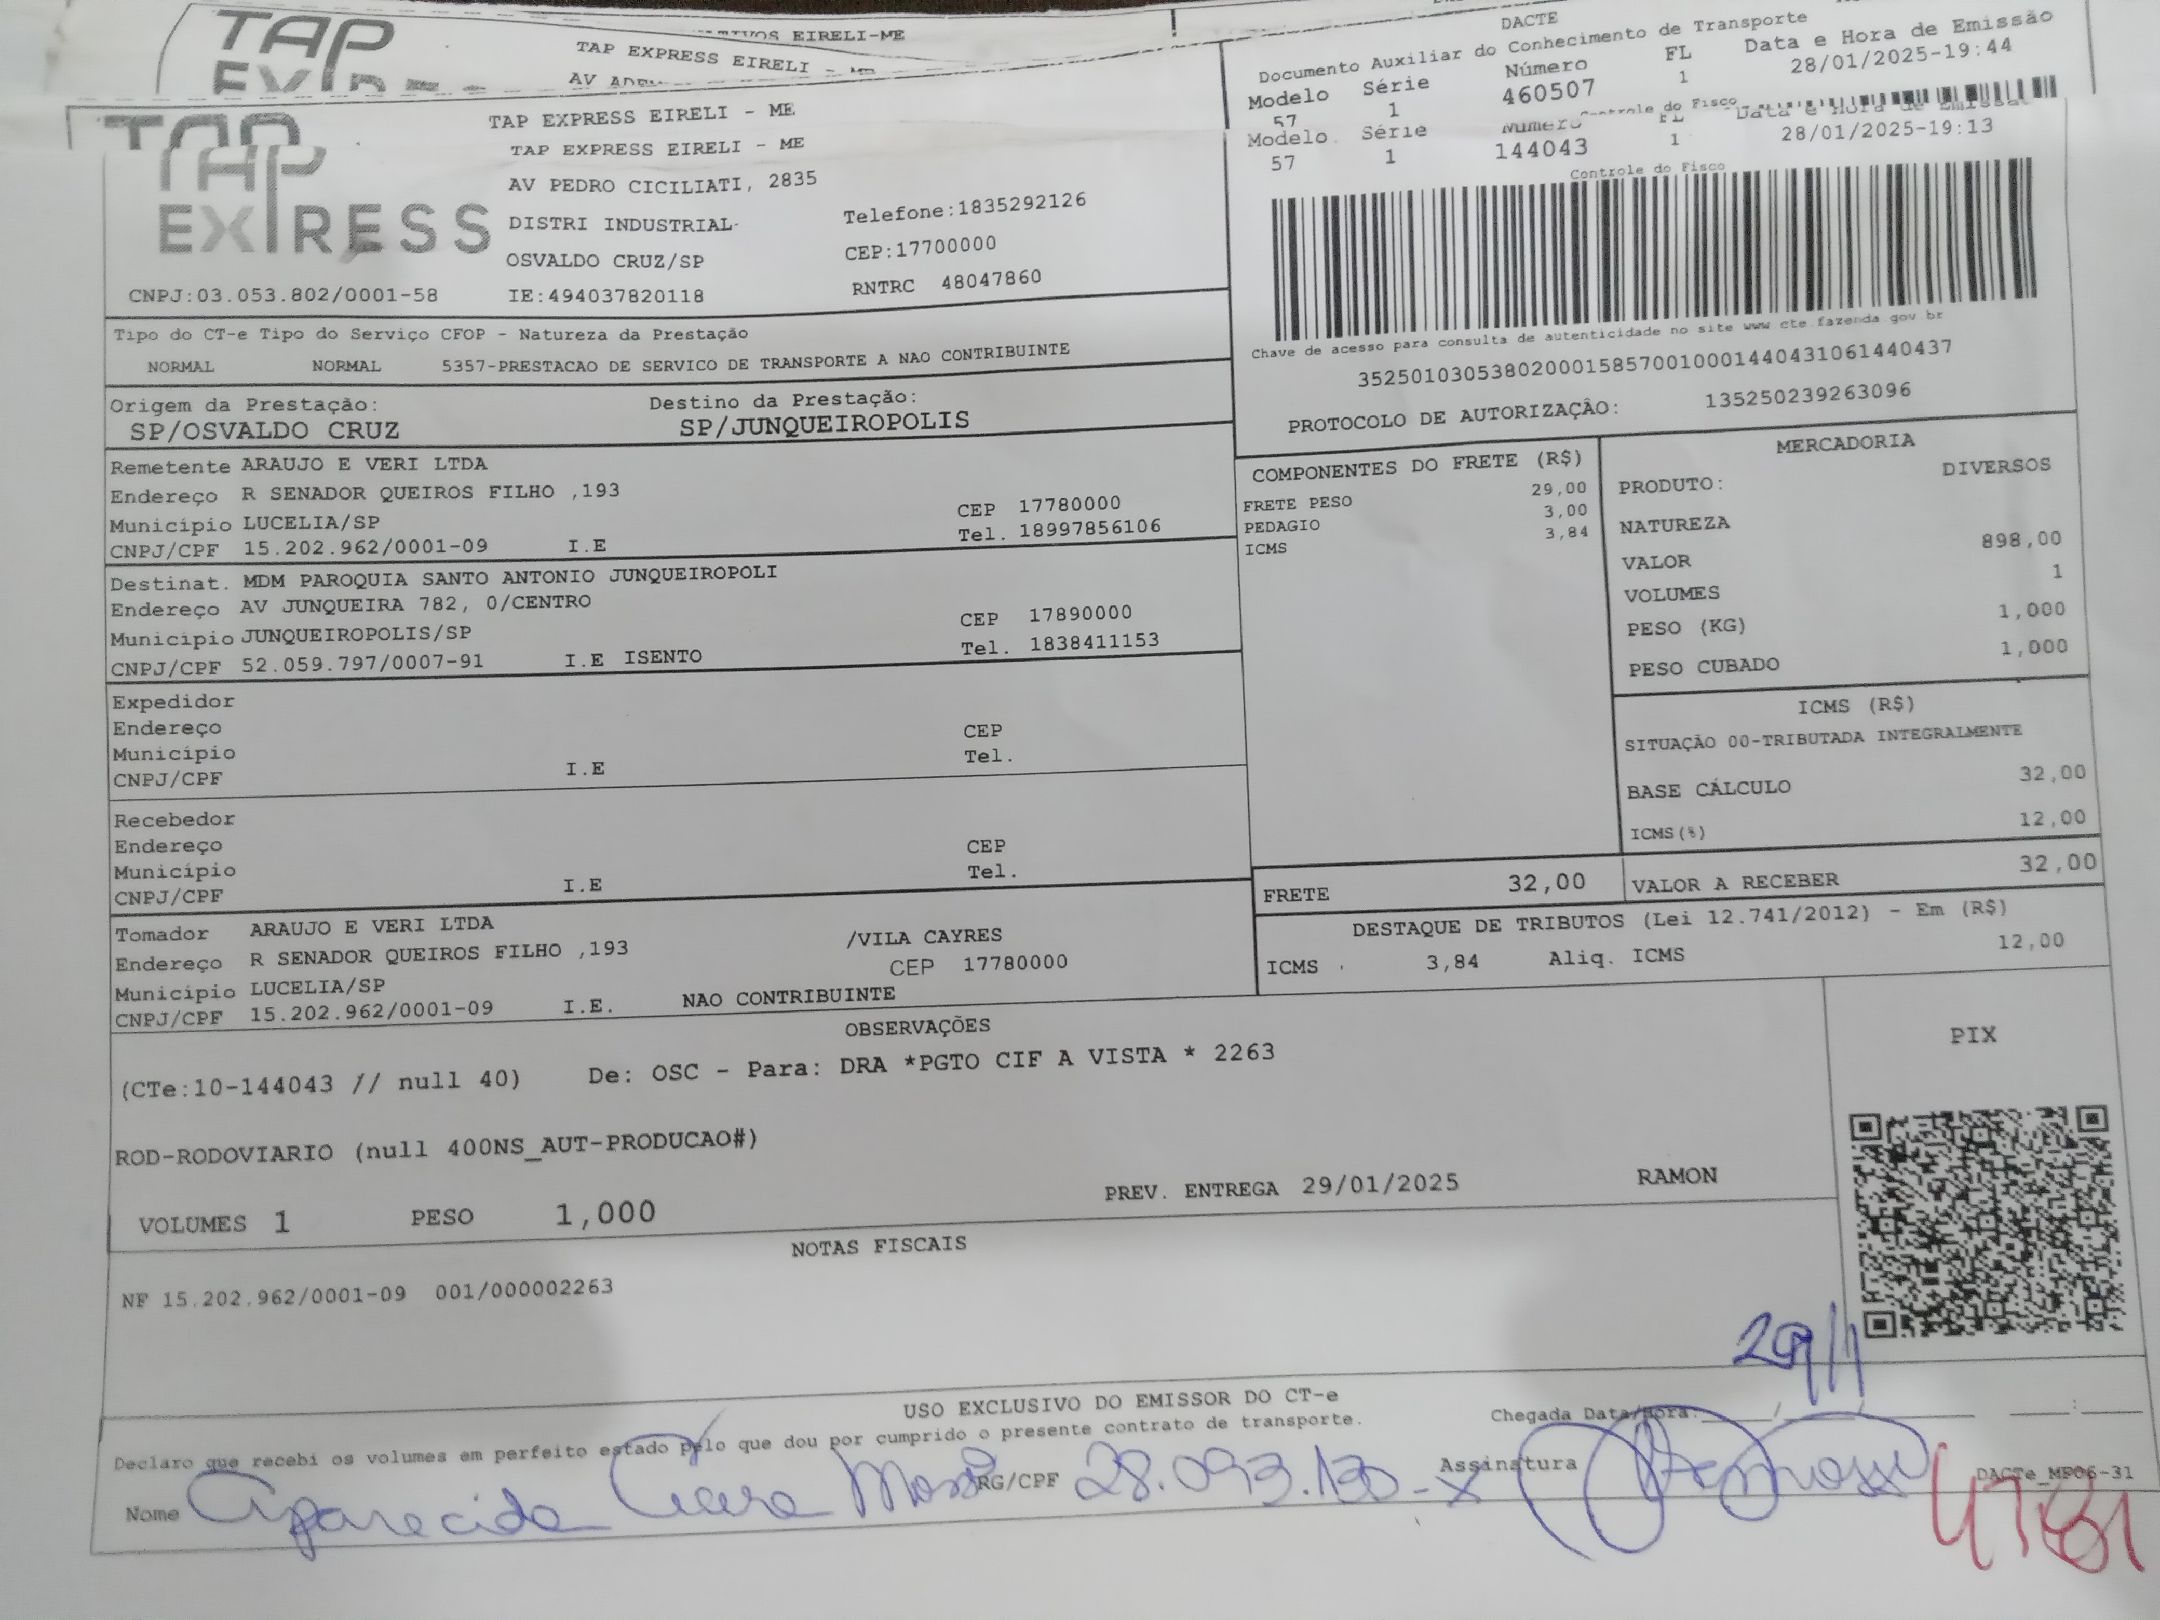 TAP EXPRESS EIRELI-ME
TAP EXPRESS EIRELI - ME
DACTE
Documento Auxiliar do Conhecimento de Transporte
Modelo Série Número FL Data e Hora de Emissão
57 1 460507 1 28/01/2025-19:44
TAP EXPRESS EIRELI - ME
Controle do Fisco
TAP EXPRESS
TAP EXPRESS EIRELI - ME
AV PEDRO CICILIATI, 2835
DISTRI INDUSTRIAL
Telefone:1835292126
OSVALDO CRUZ/SP
CEP:17700000
CNPJ:03.053.802/0001-58 IE:494037820118 RNTRC 48047860
Modelo Série Número FL Data e Hora de Emissão
57 1 144043 1 28/01/2025-19:13
Controle do Fisco
Chave de acesso para consulta de autenticidade no site www.cte.fazenda.gov.br
35250103053802000158570010001440431061440437
PROTOCOLO DE AUTORIZAÇÃO: 135250239263096
Tipo do CT-e Tipo do Serviço CFOP - Natureza da Prestação
NORMAL NORMAL 5357-PRESTACAO DE SERVICO DE TRANSPORTE A NAO CONTRIBUINTE
Origem da Prestação: Destino da Prestação:
SP/OSVALDO CRUZ SP/JUNQUEIROPOLIS
Remetente ARAUJO E VERI LTDA
Endereço R SENADOR QUEIROS FILHO ,193
CEP 17780000
Município LUCELIA/SP
Tel. 18997856106
CNPJ/CPF 15.202.962/0001-09 I.E
Destinat. MDM PAROQUIA SANTO ANTONIO JUNQUEIROPOLI
Endereço AV JUNQUEIRA 782, 0/CENTRO
CEP 17890000
Município JUNQUEIROPOLIS/SP
Tel. 1838411153
CNPJ/CPF 52.059.797/0007-91 I.E ISENTO
Expedidor
Endereço CEP
Município Tel.
CNPJ/CPF I.E
Recebedor
Endereço CEP
Município Tel.
CNPJ/CPF I.E
Tomador ARAUJO E VERI LTDA
Endereço R SENADOR QUEIROS FILHO ,193 /VILA CAYRES
CEP 17780000
Município LUCELIA/SP
CNPJ/CPF 15.202.962/0001-09 I.E. NAO CONTRIBUINTE
COMPONENTES DO FRETE (R$)
FRETE PESO 29,00
PEDAGIO 3,00
ICMS 3,84
MERCADORIA
PRODUTO: DIVERSOS
NATUREZA
VALOR 898,00
VOLUMES 1
PESO (KG) 1,000
PESO CUBADO 1,000
ICMS (R$)
SITUAÇÃO 00-TRIBUTADA INTEGRALMENTE
BASE CÁLCULO 32,00
ICMS(%) 12,00
FRETE 32,00 VALOR A RECEBER 32,00
DESTAQUE DE TRIBUTOS (Lei 12.741/2012) - Em (R$)
ICMS 3,84 Aliq. ICMS 12,00
OBSERVAÇÕES
(CTe:10-144043 // null 40) De: OSC - Para: DRA *PGTO CIF A VISTA * 2263
ROD-RODOVIARIO (null 400NS_AUT-PRODUCAO#)
VOLUMES 1 PESO 1,000 PREV. ENTREGA 29/01/2025 RAMON
PIX
NOTAS FISCAIS
NF 15.202.962/0001-09 001/000002263
USO EXCLUSIVO DO EMISSOR DO CT-e
Declaro que recebi os volumes em perfeito estado pelo que dou por cumprido o presente contrato de transporte.
Chegada Data/Hora: 29/1
Nome Aparecida RG/CPF 28.093.130-X Assinatura
DACTe_MP06-31